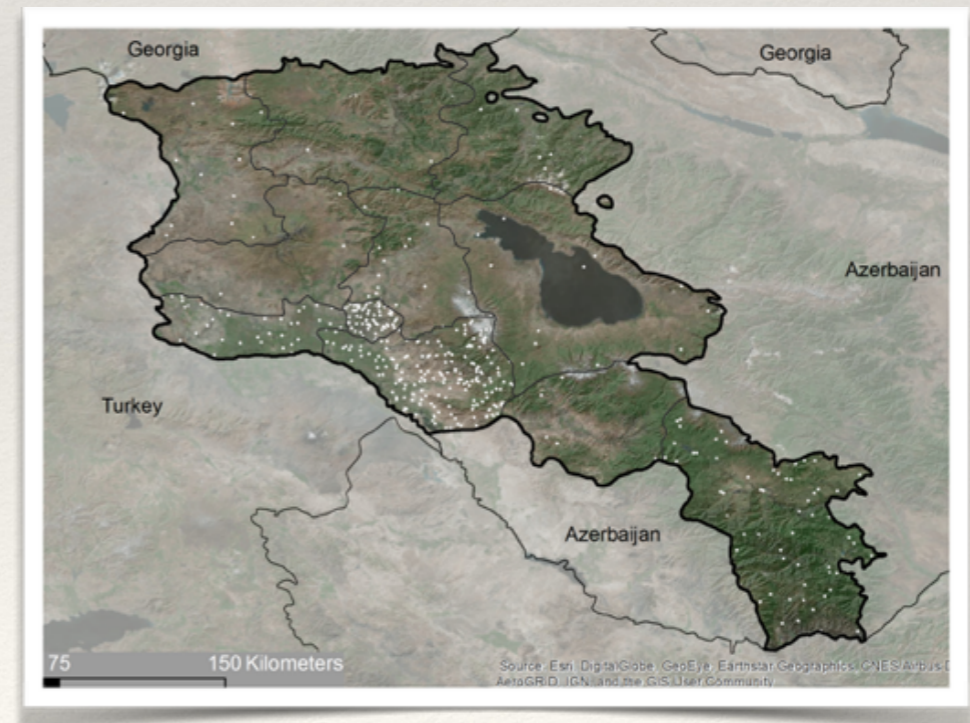 Georgia
Georgia
Azerbaijan
Turkey
Azerbaijan
75 150 Kilometers
Source: Esri, DigitalGlobe, GeoEye, Earthstar Geographics, CNES/Airbus D
AeroGRID, IGN, and the GIS User Community